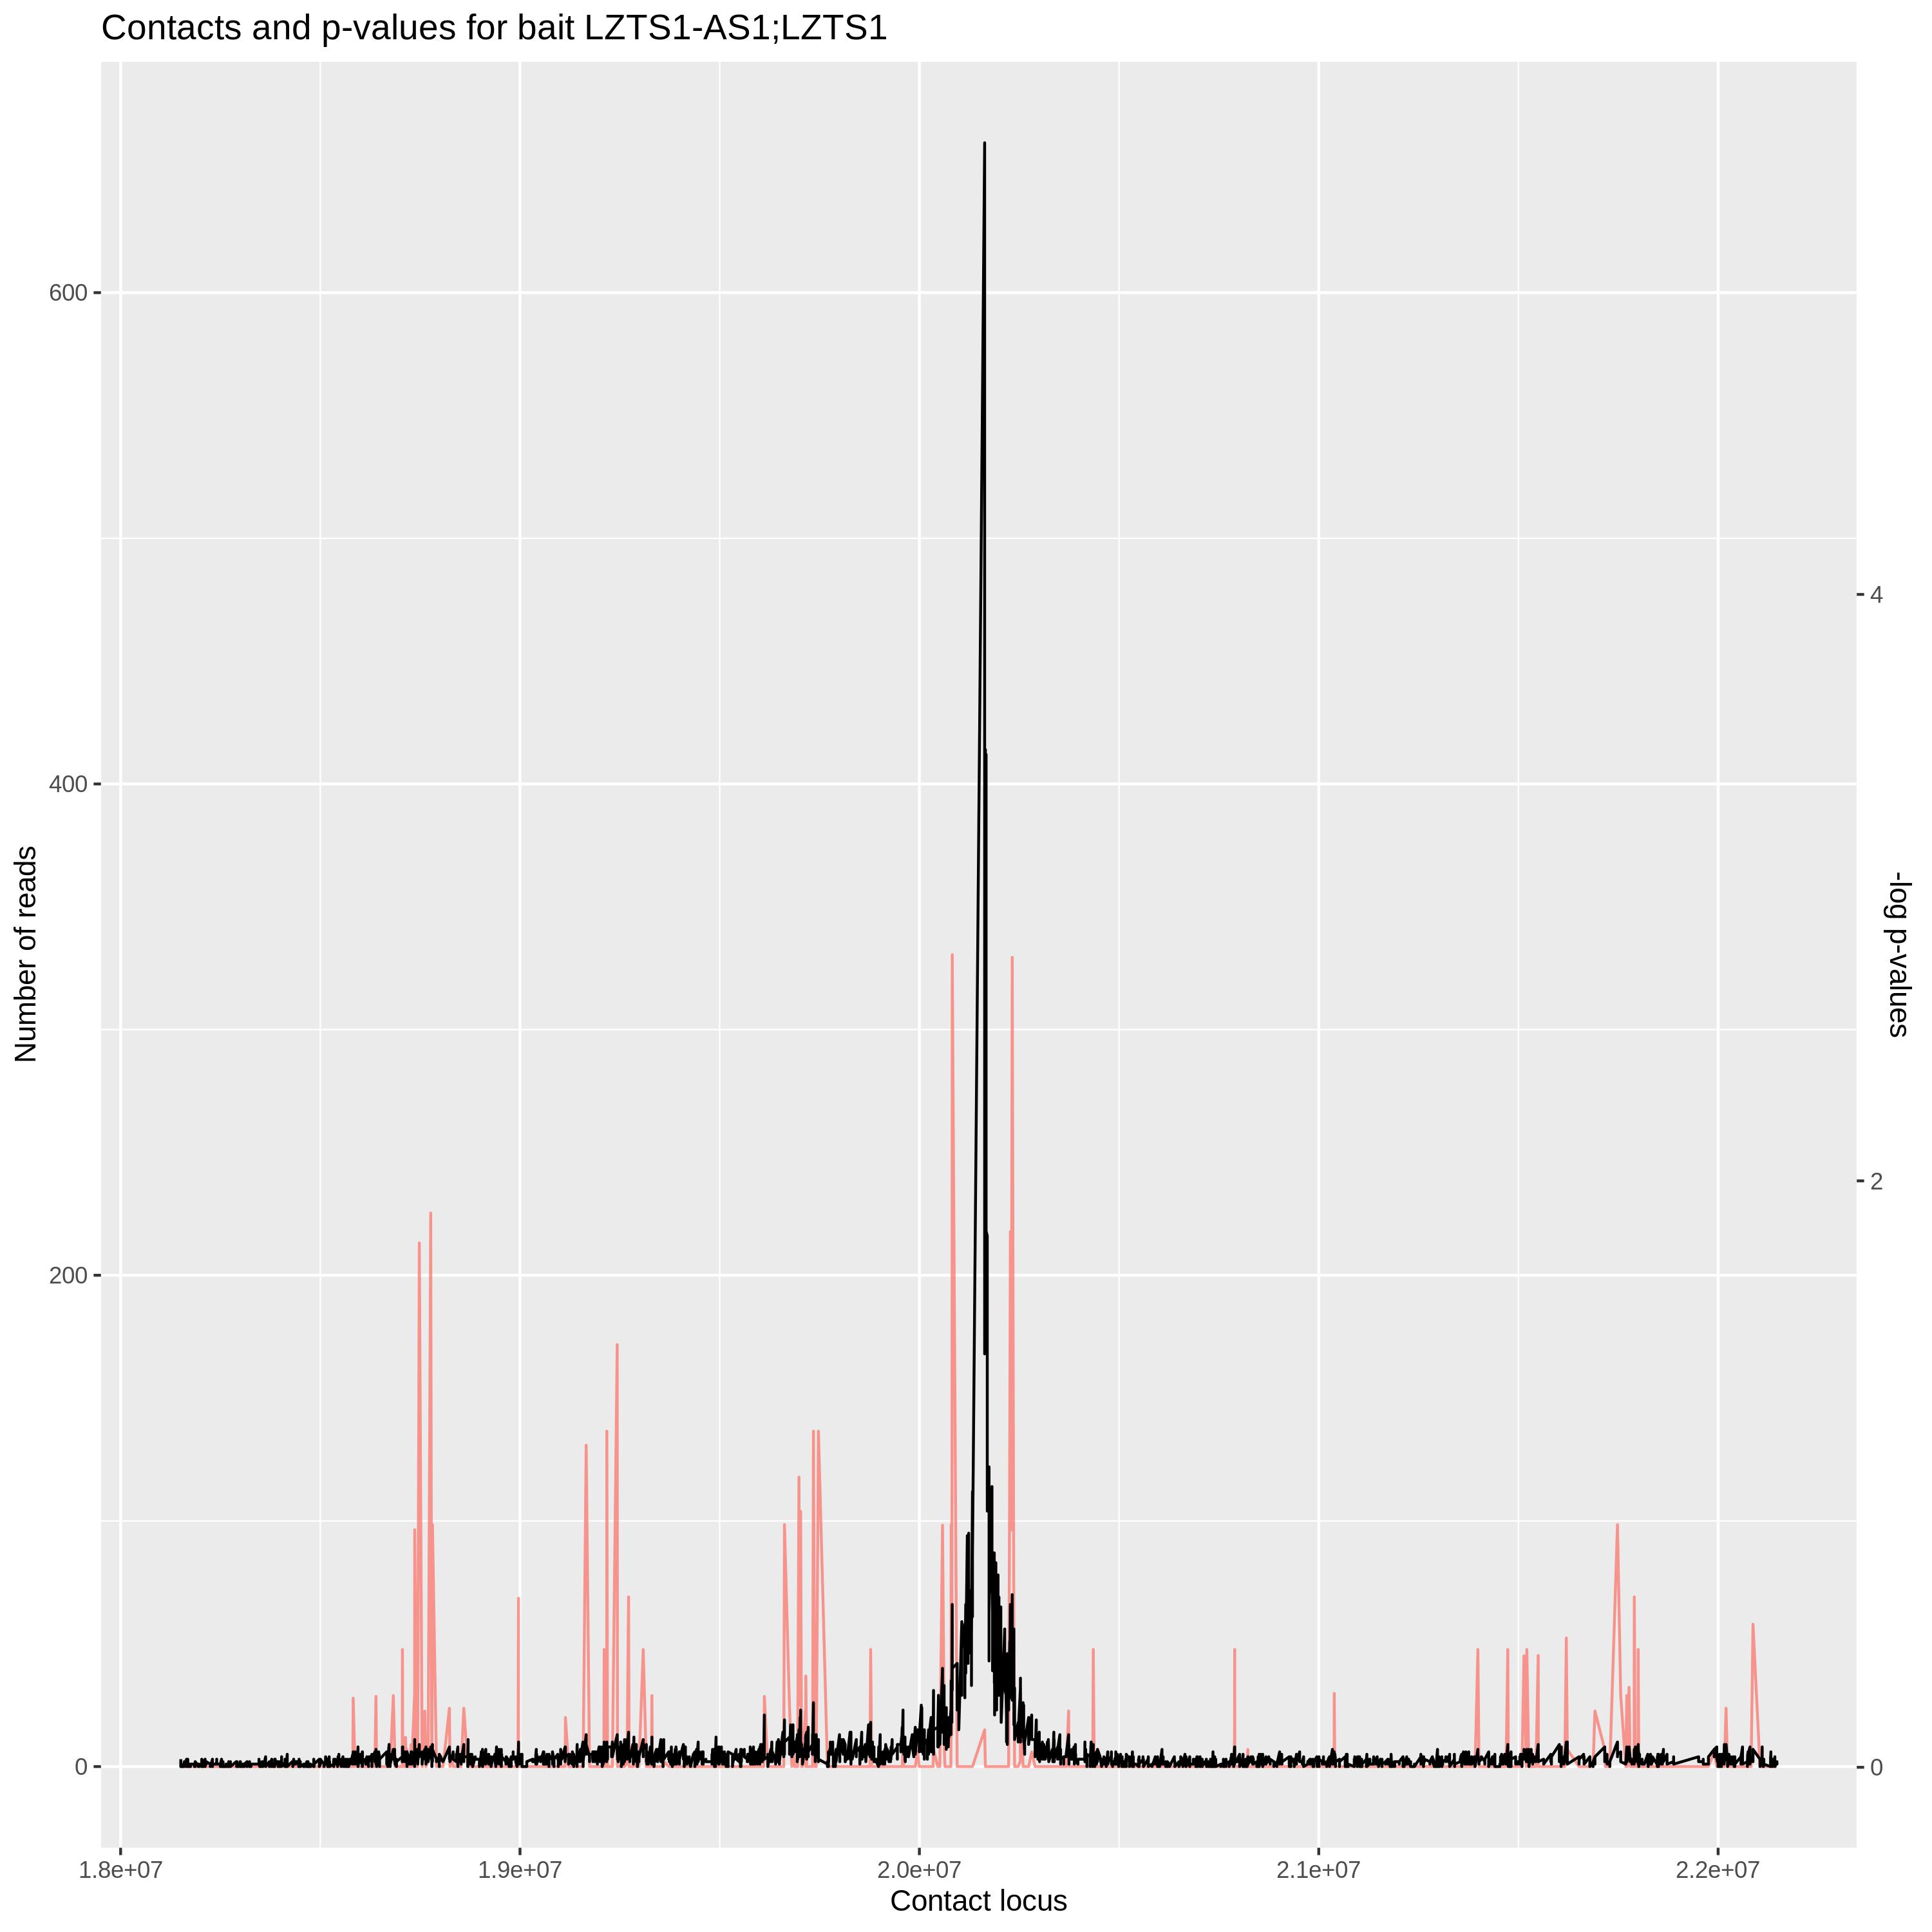 Contacts and p-values for bait LZTS1-AS1;LZTS1
600
400
200
0
Number of reads
4
2
0
-log p-values
1.8e+07
1.9e+07
2.0e+07
2.1e+07
2.2e+07
Contact locus